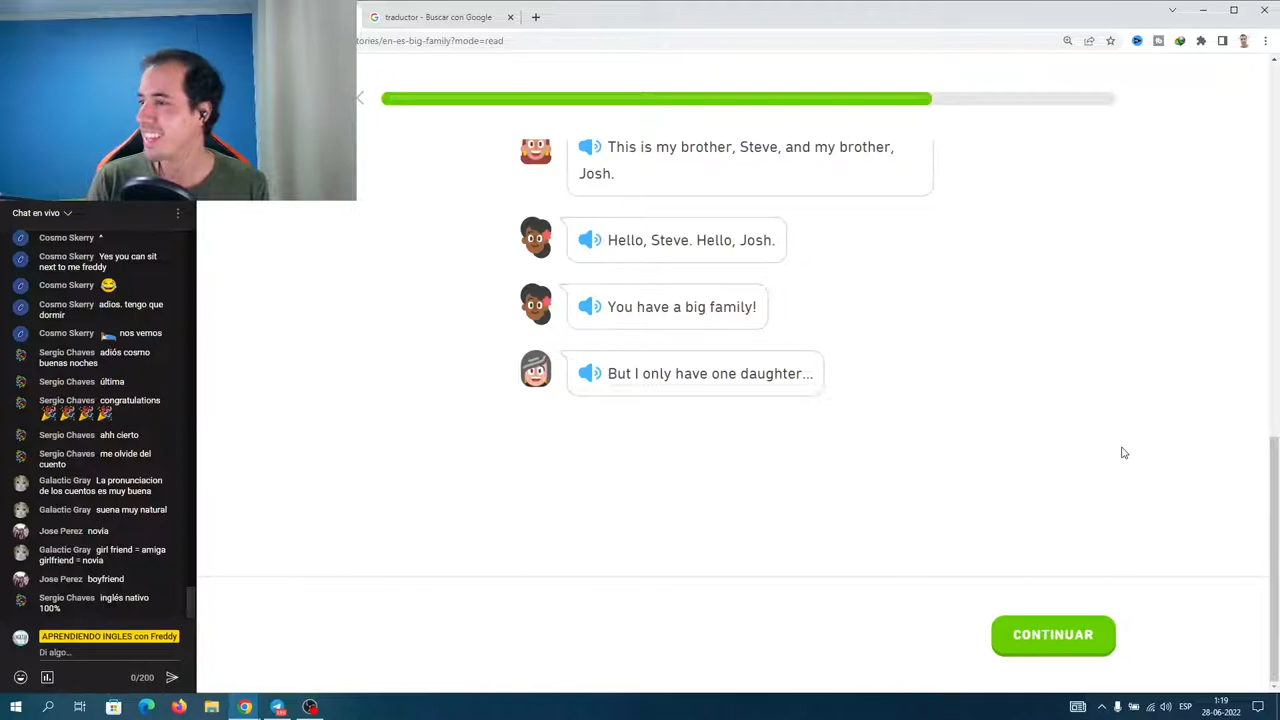 traductor - Buscar con Google
ories/en-es-big-family?mode=read
This is my brother, Steve, and my brother,
Josh.
Hello, Steve. Hello, Josh.
You have a big family!
But I only have one daughter...
CONTINUAR
Chat en vivo
Cosmo Skerry ^
Cosmo Skerry Yes you can sit
next to me freddy
Cosmo Skerry 😂
Cosmo Skerry adios. tengo que
dormir
Cosmo Skerry 🛌 nos vemos
Sergio Chaves adiós cosmo
buenas noches
Sergio Chaves última
Sergio Chaves congratulations
🎉 🎉 🎉 🎉
Sergio Chaves ahh cierto
Sergio Chaves me olvide del
cuento
Galactic Gray La pronunciacion
de los cuentos es muy buena
Galactic Gray suena muy natural
Jose Perez novia
Galactic Gray girl friend = amiga
girlfriend = novia
Jose Perez boyfriend
Sergio Chaves inglés nativo
100%
APRENDIENDO INGLES con Freddy
Di algo...
0/200
ESP
1:19
28-06-2022